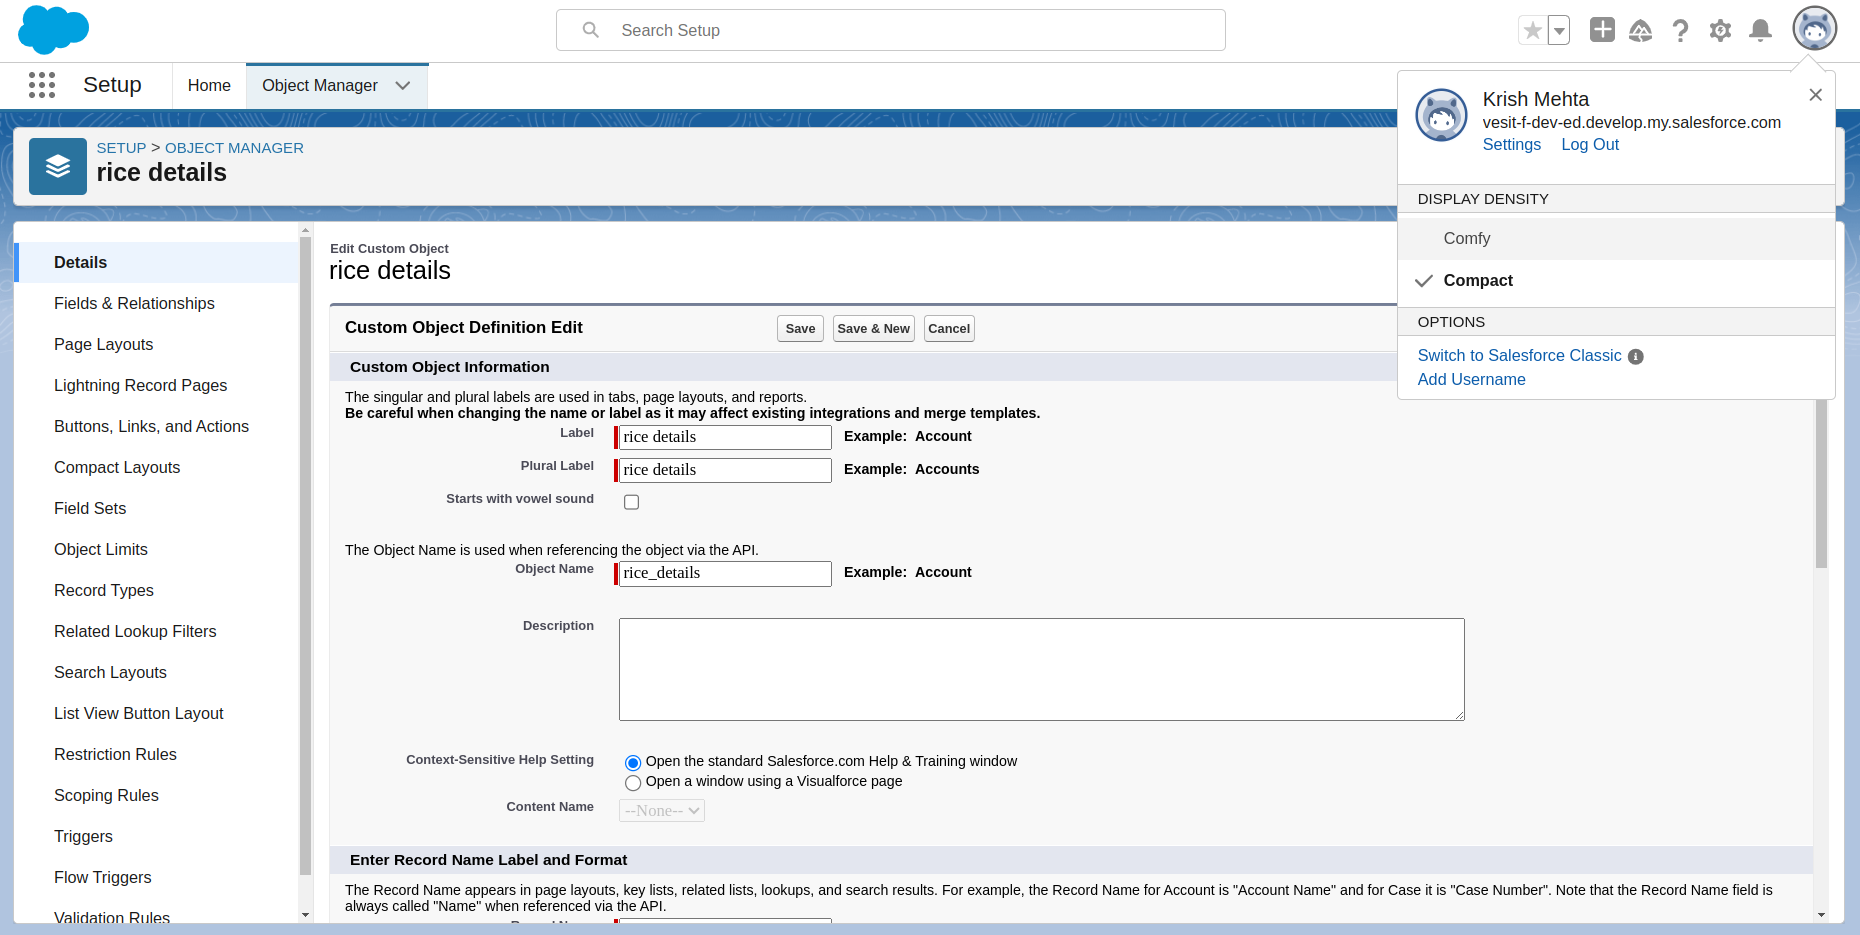 Search Setup
Setup
Home
Object Manager
SETUP > OBJECT MANAGER
rice details
Krish Mehta
vesit-f-dev-ed.develop.my.salesforce.com
Settings Log Out
DISPLAY DENSITY
Comfy
Compact
OPTIONS
Switch to Salesforce Classic
Add Username
Details
Fields & Relationships
Page Layouts
Lightning Record Pages
Buttons, Links, and Actions
Compact Layouts
Field Sets
Object Limits
Record Types
Related Lookup Filters
Search Layouts
List View Button Layout
Restriction Rules
Scoping Rules
Triggers
Flow Triggers
Validation Rules
Edit Custom Object
rice details
Custom Object Definition Edit
Save
Save & New
Cancel
Custom Object Information
The singular and plural labels are used in tabs, page layouts, and reports.
Be careful when changing the name or label as it may affect existing integrations and merge templates.
Label rice details Example: Account
Plural Label rice details Example: Accounts
Starts with vowel sound
The Object Name is used when referencing the object via the API.
Object Name rice_details Example: Account
Description
Context-Sensitive Help Setting Open the standard Salesforce.com Help & Training window
Open a window using a Visualforce page
Content Name --None--
Enter Record Name Label and Format
The Record Name appears in page layouts, key lists, related lists, lookups, and search results. For example, the Record Name for Account is "Account Name" and for Case it is "Case Number". Note that the Record Name field is
always called "Name" when referenced via the API.